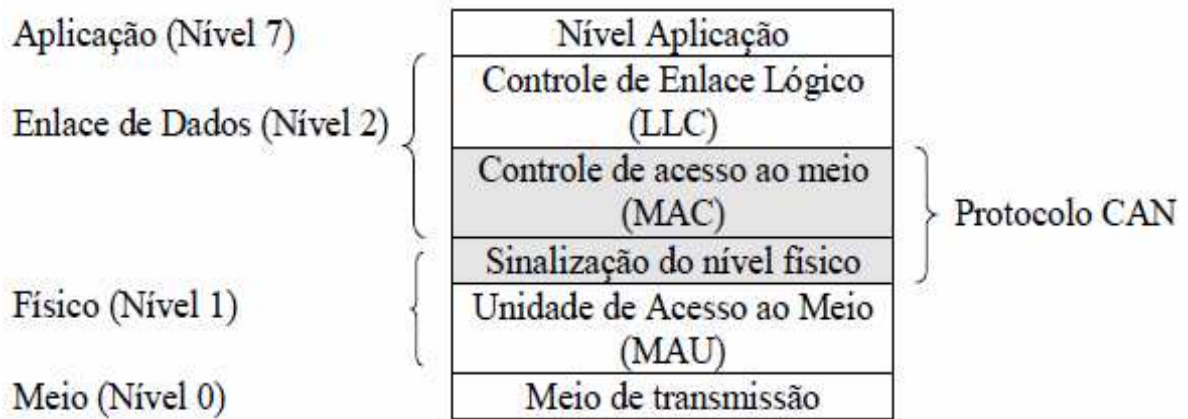 Aplicação (Nível 7)
Nível Aplicação
Enlace de Dados (Nível 2)
Controle de Enlace Lógico
(LLC)
Controle de acesso ao meio
(MAC)
Protocolo CAN
Físico (Nível 1)
Sinalização do nível físico
Unidade de Acesso ao Meio
(MAU)
Meio (Nível 0)
Meio de transmissão